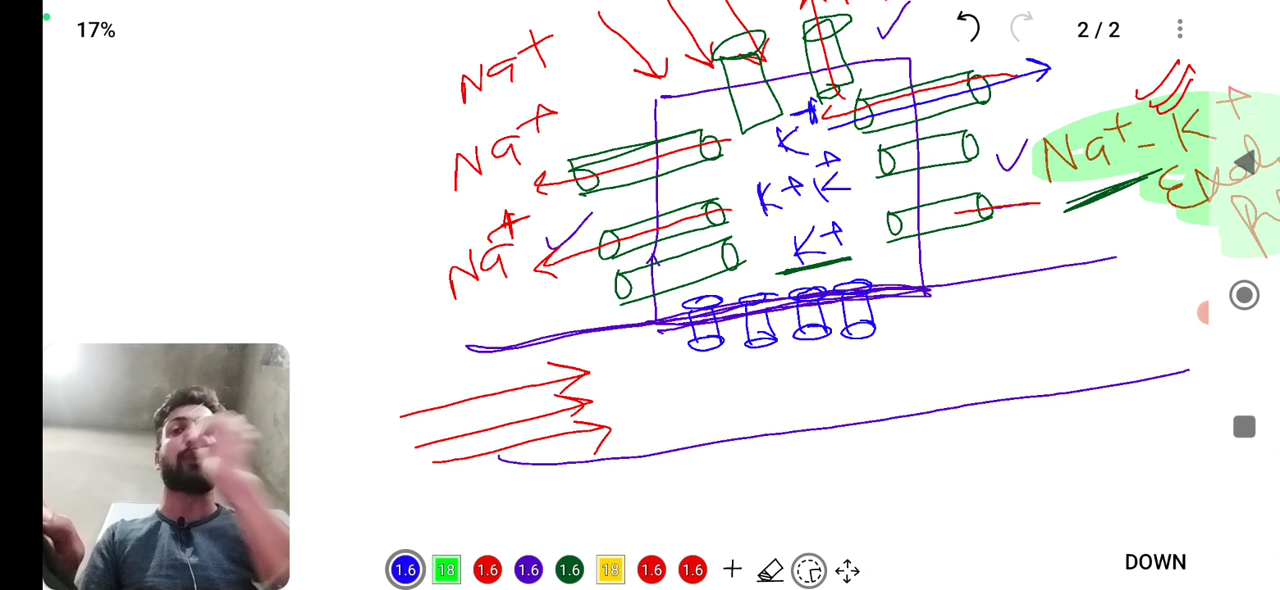 17%
2 / 2
Na+
K+
Na+ - K+
Na+
K+ K+
Na+
K+
1.6 18 1.6 1.6 1.6 18 1.6 1.6
DOWN